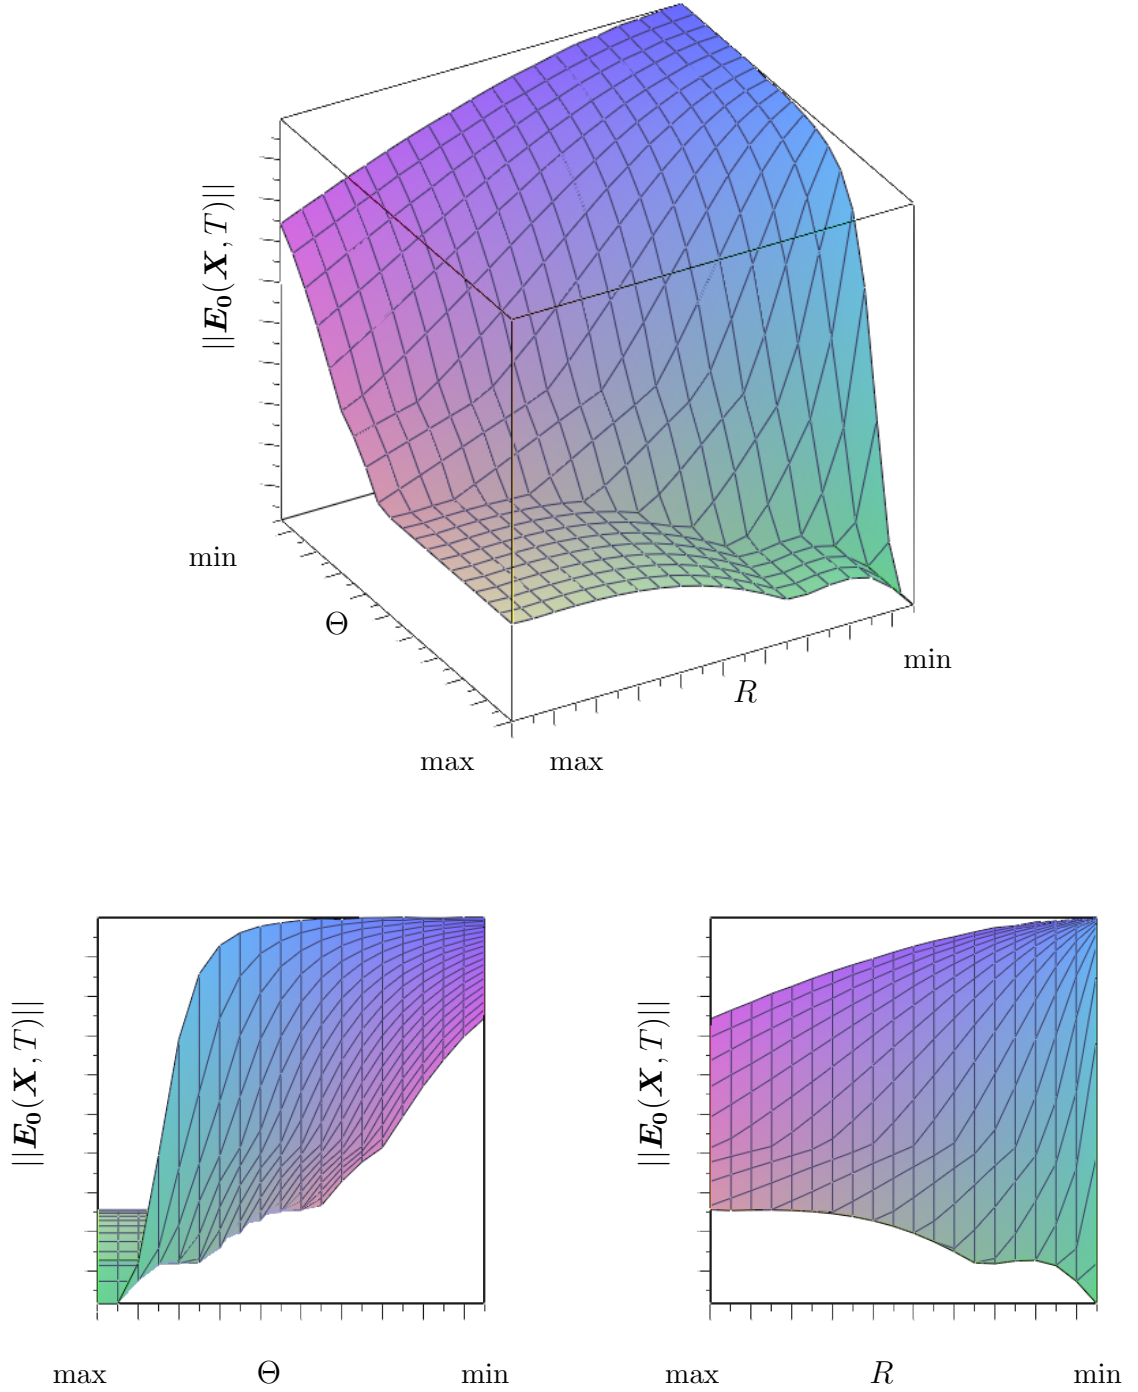 ||E₀(X, T)||
min
Θ
max
max
R
min
||E₀(X, T)||
max
Θ
min
||E₀(X, T)||
max
R
min